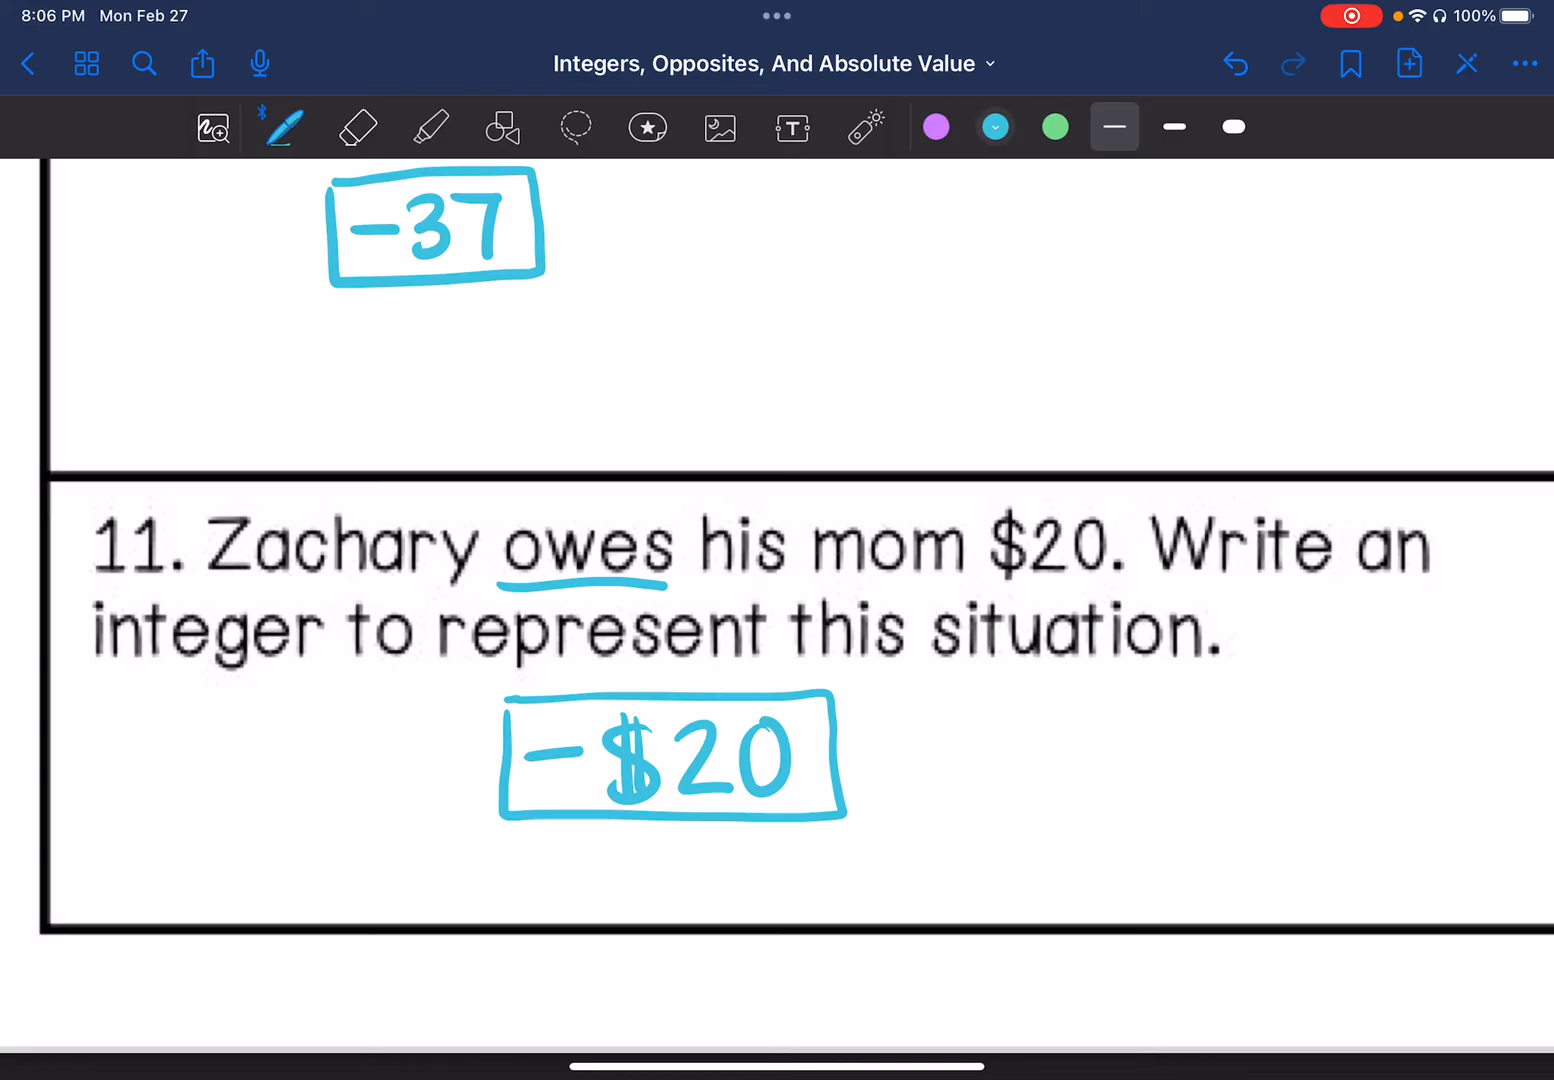 8:06 PM Mon Feb 27
100%
Integers, Opposites, And Absolute Value
T
-37
11. Zachary owes his mom $20. Write an
integer to represent this situation.
-$20